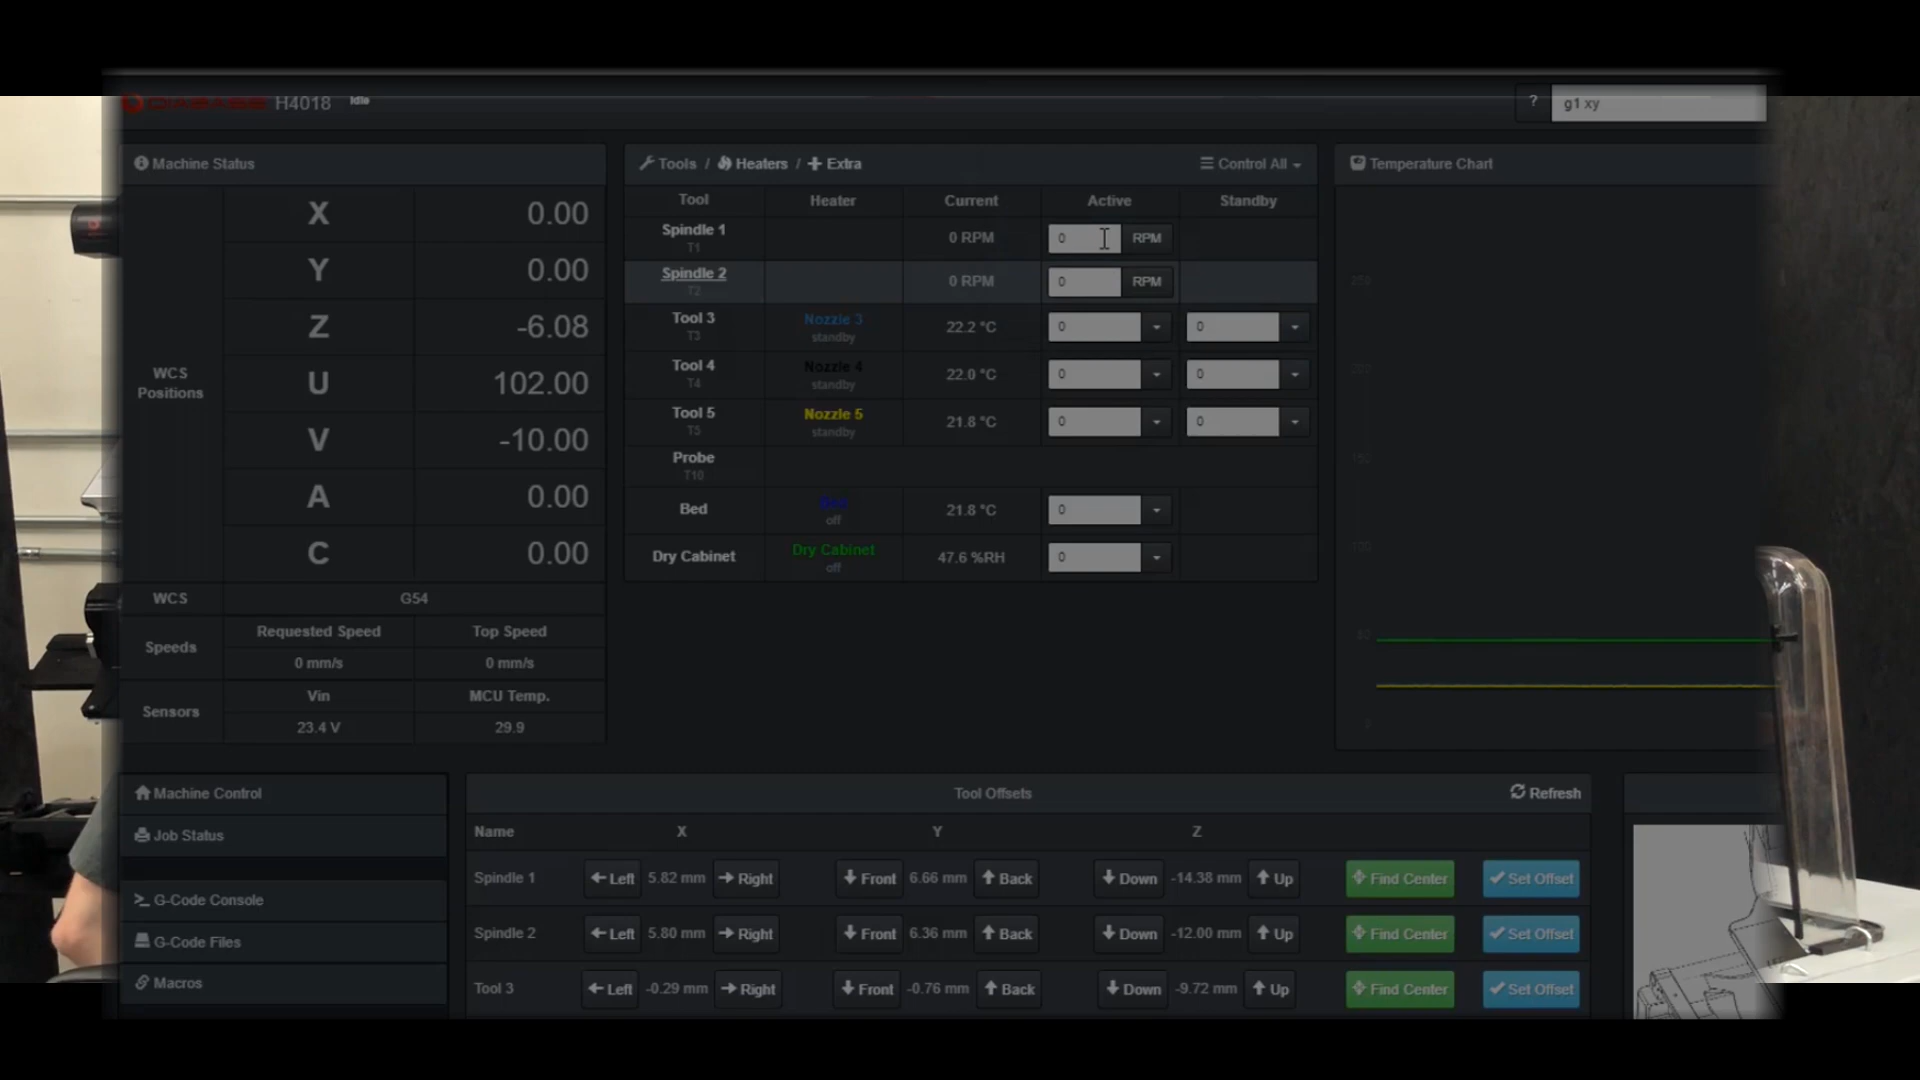 DIABASE H4018 Idle
? g1 xy
Machine Status
WCS Positions
X 0.00
Y 0.00
Z -6.08
U 102.00
V -10.00
A 0.00
C 0.00
WCS G54
Speeds
Requested Speed Top Speed
0 mm/s 0 mm/s
Sensors
Vin MCU Temp.
23.4 V 29.9
Tools / Heaters / Extra Control All
Tool Heater Current Active Standby
Spindle 1 0 RPM 0 RPM
T1
Spindle 2 0 RPM 0 RPM
T2
Tool 3 Nozzle 3 22.2 °C 0 0
T3 standby
Tool 4 Nozzle 4 22.0 °C 0 0
T4 standby
Tool 5 Nozzle 5 21.8 °C 0 0
T5 standby
Probe
T10
Bed Bed 21.8 °C 0
off
Dry Cabinet Dry Cabinet 47.6 %RH 0
off
Temperature Chart
250
200
150
100
50
0
Machine Control
Job Status
G-Code Console
G-Code Files
Macros
Tool Offsets Refresh
Name X Y Z
Spindle 1 Left 5.82 mm Right Front 6.66 mm Back Down -14.38 mm Up Find Center Set Offset
Spindle 2 Left 5.80 mm Right Front 6.36 mm Back Down -12.00 mm Up Find Center Set Offset
Tool 3 Left -0.29 mm Right Front -0.76 mm Back Down -9.72 mm Up Find Center Set Offset